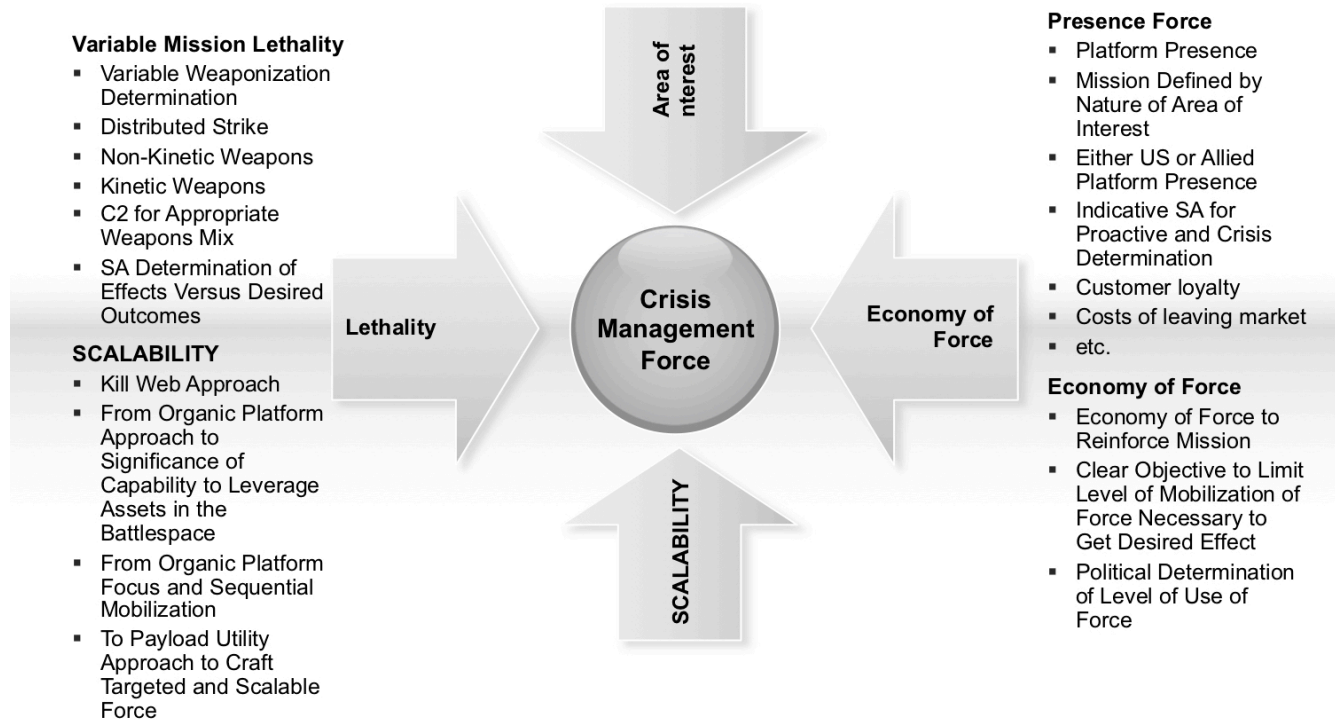 Variable Mission Lethality
▪ Variable Weaponization
Determination
▪ Distributed Strike
▪ Non-Kinetic Weapons
▪ Kinetic Weapons
▪ C2 for Appropriate
Weapons Mix
▪ SA Determination of
Effects Versus Desired
Outcomes
SCALABILITY
▪ Kill Web Approach
▪ From Organic Platform
Approach to
Significance of
Capability to Leverage
Assets in the
Battlespace
▪ From Organic Platform
Focus and Sequential
Mobilization
▪ To Payload Utility
Approach to Craft
Targeted and Scalable
Force
Area of
nterest
Lethality
Crisis
Management
Force
Economy of
Force
SCALABILITY
Presence Force
▪ Platform Presence
▪ Mission Defined by
Nature of Area of
Interest
▪ Either US or Allied
Platform Presence
▪ Indicative SA for
Proactive and Crisis
Determination
▪ Customer loyalty
▪ Costs of leaving market
▪ etc.
Economy of Force
▪ Economy of Force to
Reinforce Mission
▪ Clear Objective to Limit
Level of Mobilization of
Force Necessary to
Get Desired Effect
▪ Political Determination
of Level of Use of
Force